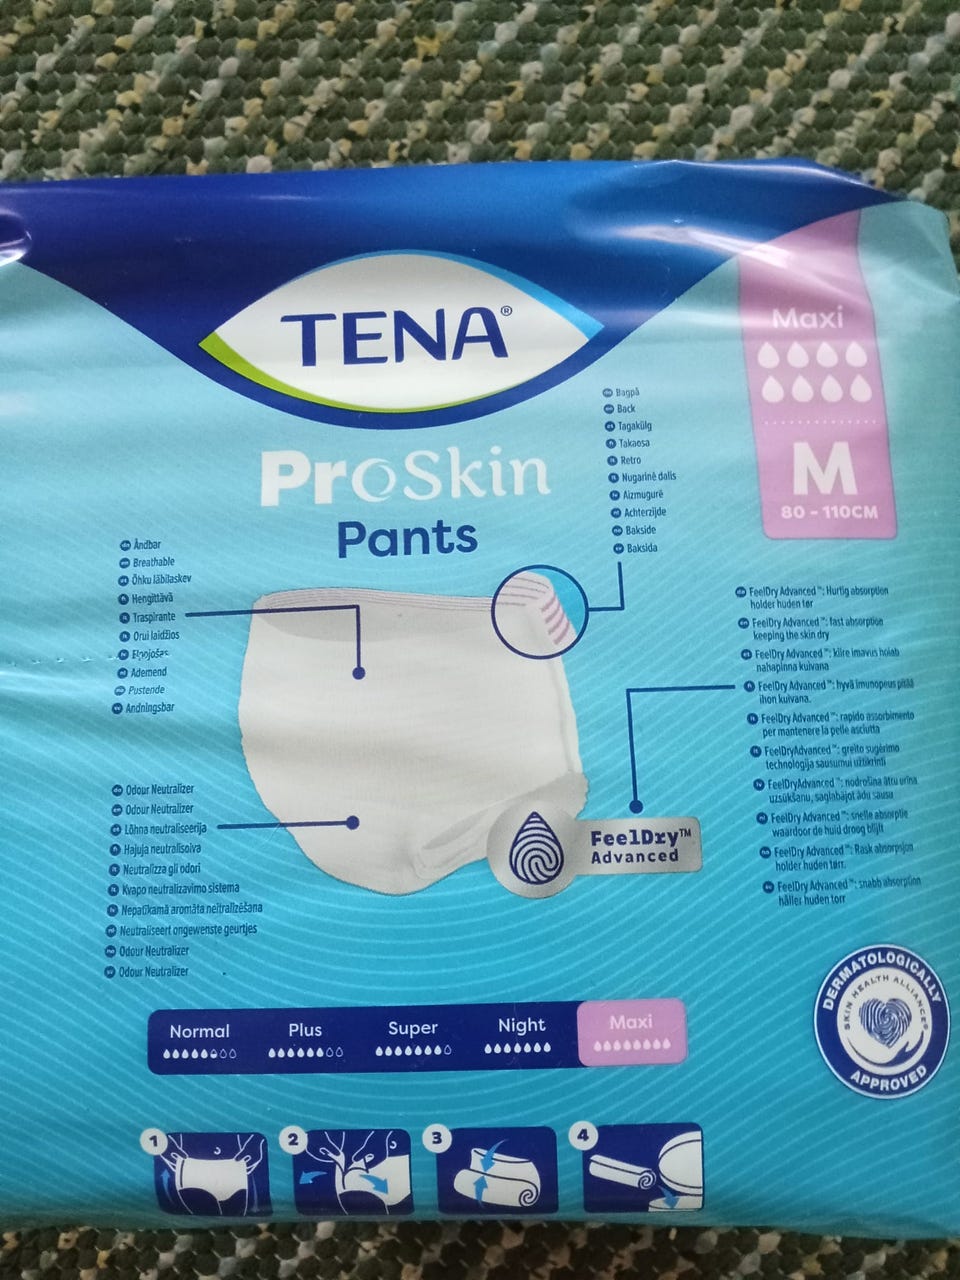 TENA®
Maxi
M
80 - 110CM
ProSkin
Pants
Bagpå
Back
Tagakülg
Takaosa
Retro
Nugarinė dalis
Aizmugurē
Achterzijde
Bakside
Baksida
Åndbar
Breathable
Õhku läbilaskev
Hengittävä
Traspirante
Orui laidžios
Elpojošas
Ademend
Pustende
Andningsbar
FeelDry Advanced™: Hurtig absorption
holder huden tør
FeelDry Advanced™: fast absorption
keeping the skin dry
FeelDry Advanced™: kiire imavus hoiab
nahapinna kuivana
FeelDry Advanced™: hyvä imunopeus pitää
ihon kuivana.
FeelDry Advanced™: rapido assorbimento
per mantenere la pelle asciutta
FeelDryAdvanced™: greito sugėrimo
technologija sausumui užtikrinti
FeelDryAdvanced™: nodrošina ātru urīna
uzsūkšanu, saglabājot ādu sausu
FeelDry Advanced™: snelle absorptie
waardoor de huid droog blijft
FeelDry Advanced™: Rask absorpsjon
holder huden tørr.
FeelDry Advanced™: snabb absorption
håller huden torr
Odour Neutralizer
Odour Neutralizer
Lõhna neutraliseerija
Hajuja neutralisoiva
Neutralizza gli odori
Kvapo neutralizavimo sistema
Nepatīkamā aromāta neitralizēšana
Neutraliseert ongewenste geurtjes
Odour Neutralizer
Odour Neutralizer
FeelDry™
Advanced
DERMATOLOGICALLY
SKIN HEALTH ALLIANCE®
APPROVED
Normal
Plus
Super
Night
Maxi
1
2
3
4